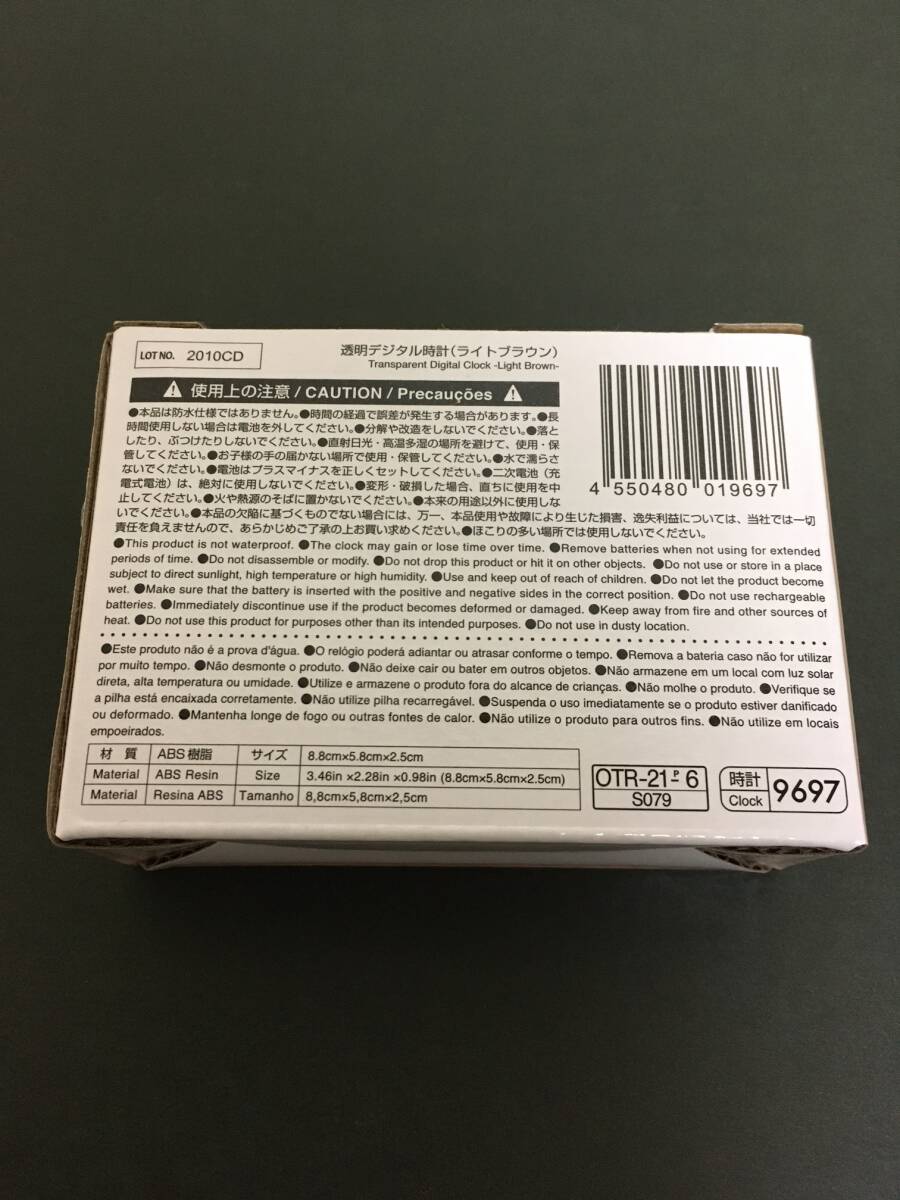 LOT NO. 2010CD
透明デジタル時計(ライトブラウン)
Transparent Digital Clock -Light Brown-
使用上の注意 / CAUTION / Precauções
●本品は防水仕様ではありません。●時間の経過で誤差が発生する場合があります。●長
時間使用しない場合は電池を外してください。●分解や改造をしないでください。●落と
したり、ぶつけたりしないでください。●直射日光・高温多湿の場所を避けて、使用・保
管してください。●お子様の手の届かない場所で使用・保管してください。●水で濡らさ
ないでください。●電池はプラスマイナスを正しくセットしてください。●二次電池(充
電式電池)は、絶対に使用しないでください。●変形・破損した場合、直ちに使用を中
止してください。●火や熱源のそばに置かないでください。●本来の用途以外に使用しな
いでください。●本品の欠陥に基づくものでない場合には、万一、本品使用や故障により生じた損害、逸失利益については、当社では一切
責任を負えませんので、あらかじめご了承の上お買い求めください。●ほこりの多い場所では使用しないでください。
4 550480 019697
●This product is not waterproof. ●The clock may gain or lose time over time. ●Remove batteries when not using for extended
periods of time. ●Do not disassemble or modify. ●Do not drop this product or hit it on other objects. ●Do not use or store in a place
subject to direct sunlight, high temperature or high humidity. ●Use and keep out of reach of children. ●Do not let the product become
wet. ●Make sure that the battery is inserted with the positive and negative sides in the correct position. ●Do not use rechargeable
batteries. ●Immediately discontinue use if the product becomes deformed or damaged. ●Keep away from fire and other sources of
heat. ●Do not use this product for purposes other than its intended purposes. ●Do not use in dusty location.
●Este produto não é a prova d'água. ●O relógio poderá adiantar ou atrasar conforme o tempo. ●Remova a bateria caso não for utilizar
por muito tempo. ●Não desmonte o produto. ●Não deixe cair ou bater em outros objetos. ●Não armazene em um local com luz solar
direta, alta temperatura ou umidade. ●Utilize e armazene o produto fora do alcance de crianças. ●Não molhe o produto. ●Verifique se
a pilha está encaixada corretamente. ●Não utilize pilha recarregável. ●Suspenda o uso imediatamente se o produto estiver danificado
ou deformado. ●Mantenha longe de fogo ou outras fontes de calor. ●Não utilize o produto para outros fins. ●Não utilize em locais
empoeirados.
材 質 ABS 樹脂 サイズ 8.8cm×5.8cm×2.5cm
Material ABS Resin Size 3.46in ×2.28in ×0.98in (8.8cm×5.8cm×2.5cm)
Material Resina ABS Tamanho 8,8cm×5,8cm×2,5cm
OTR-21 P 6
S079
時計
Clock
9697